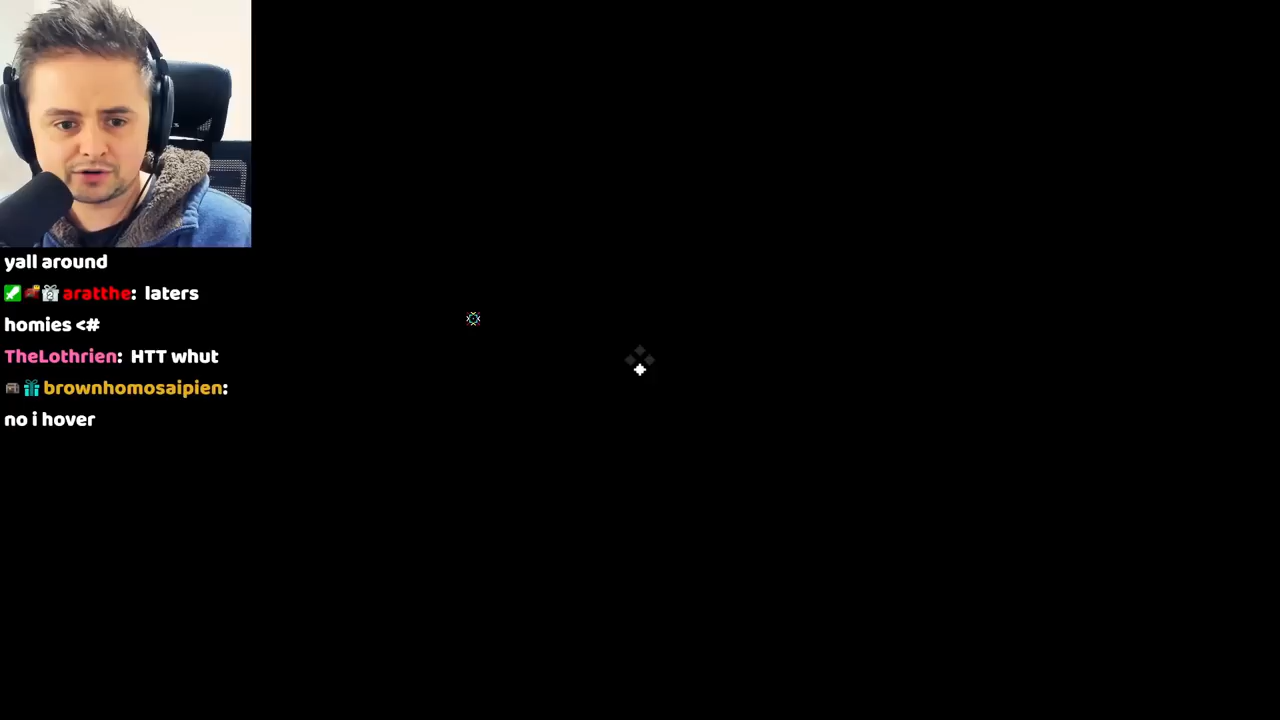 yall around
aratthe: laters
homies <#
TheLothrien: HTT whut
brownhomosaipien:
no i hover